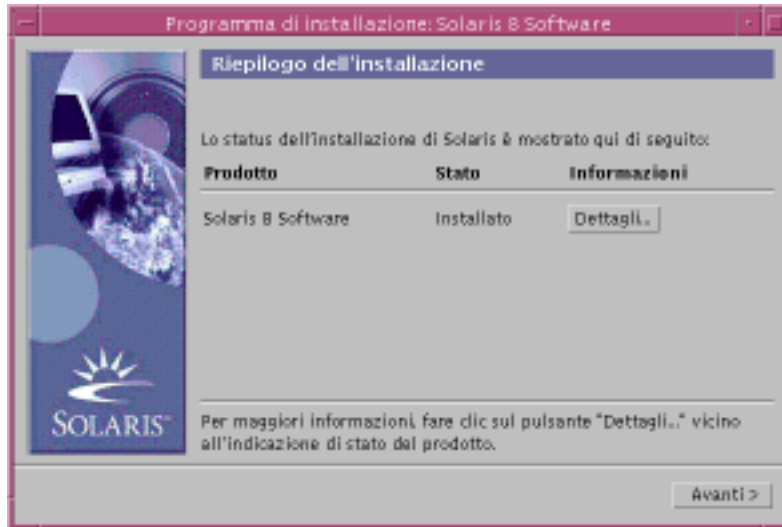 Programma di installazione: Solaris 8 Software
Riepilogo dell'installazione
Lo status dell'installazione di Solaris è mostrato qui di seguito:
Prodotto Stato Informazioni
Solaris 8 Software Installato Dettagli..
SOLARIS™
Per maggiori informazioni, fare clic sul pulsante "Dettagli.." vicino
all'indicazione di stato del prodotto.
Avanti >